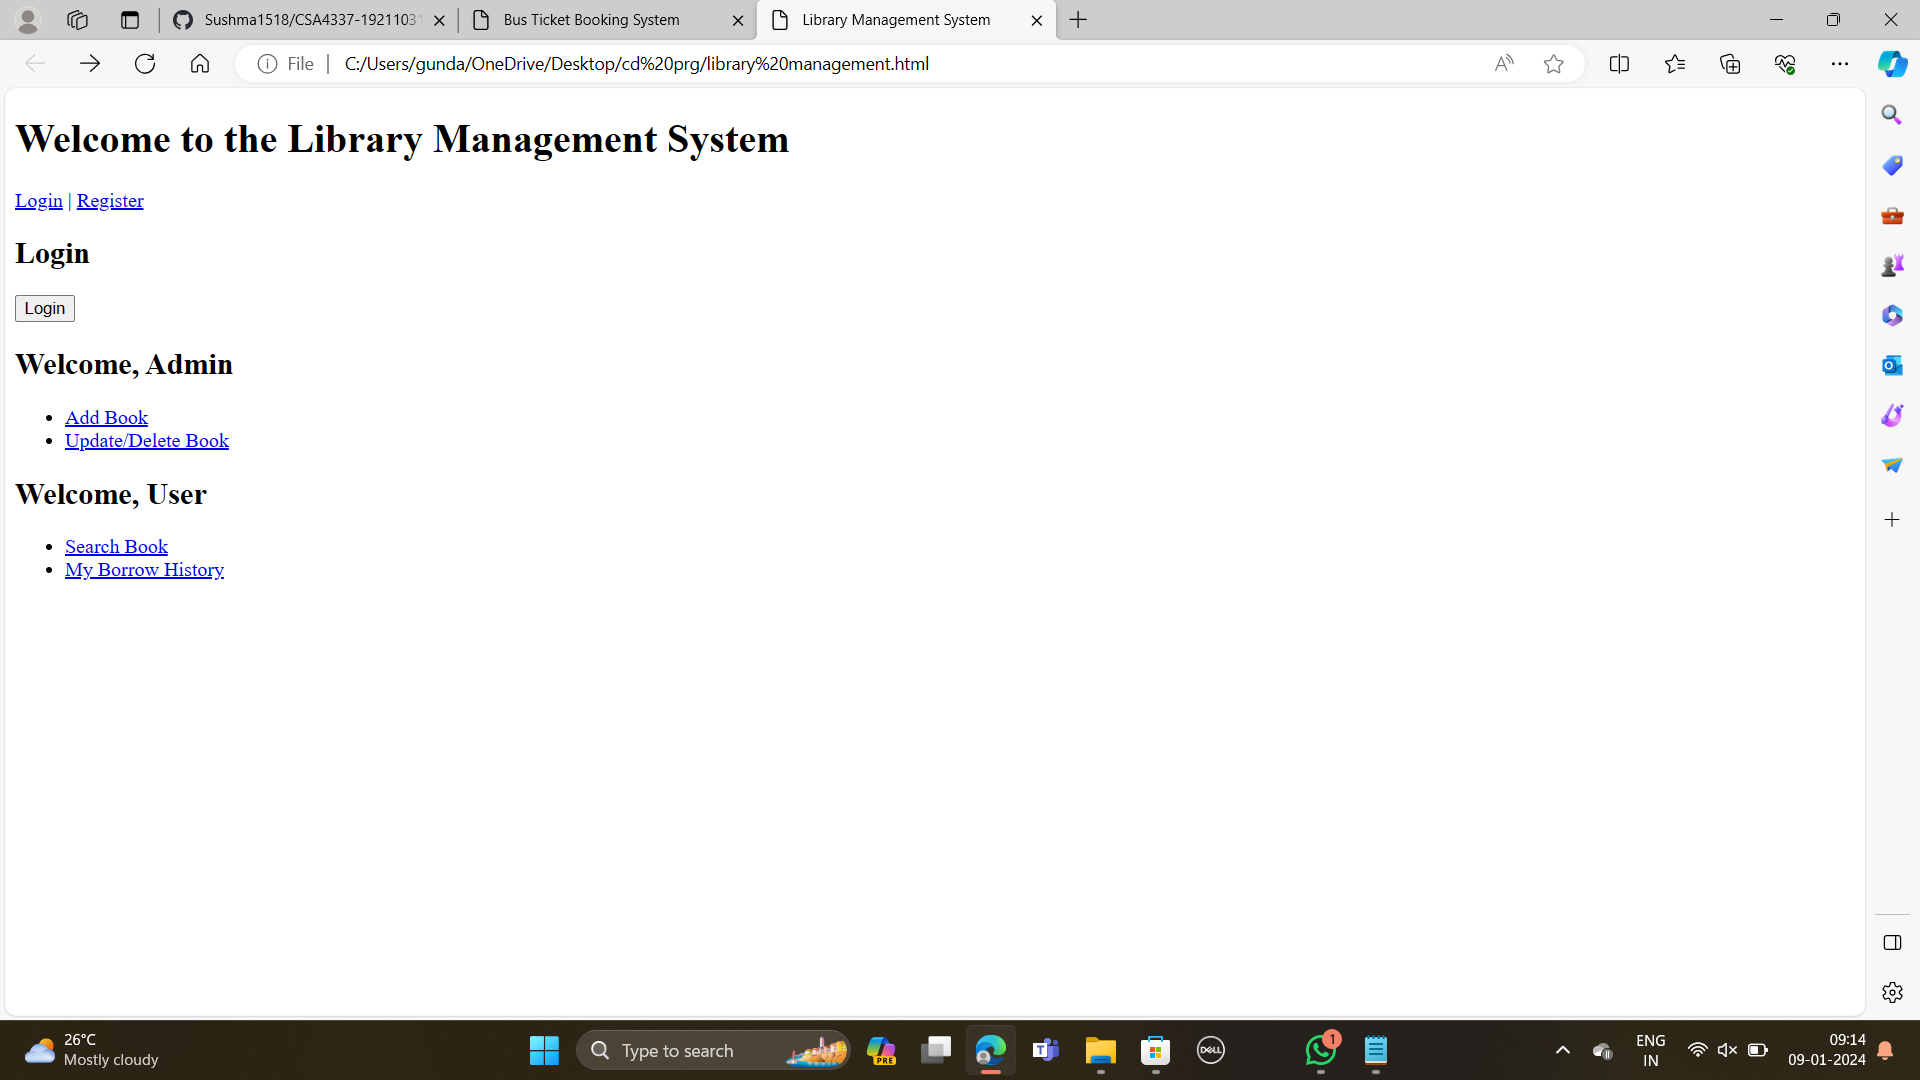 Sushma1518/CSA4337-19211031
Bus Ticket Booking System
Library Management System
File
C:/Users/gunda/OneDrive/Desktop/cd%20prg/library%20management.html
Welcome to the Library Management System
Login | Register
Login
Login
Welcome, Admin
Add Book
Update/Delete Book
Welcome, User
Search Book
My Borrow History
26°C
Mostly cloudy
Type to search
PRE
DELL
1
ENG
IN
09:14
09-01-2024